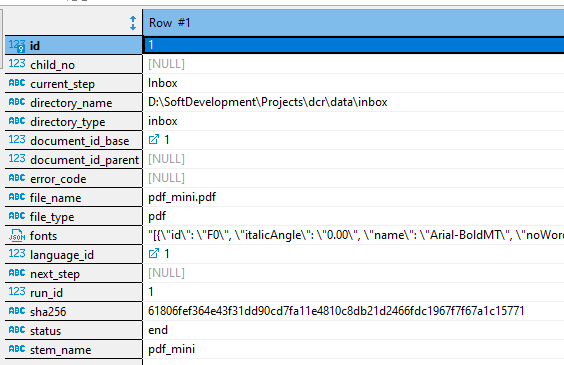 Row #1
123 id 1
123 child_no [NULL]
ABC current_step Inbox
ABC directory_name D:\SoftDevelopment\Projects\dcr\data\inbox
ABC directory_type inbox
123 document_id_base 1
123 document_id_parent [NULL]
ABC error_code [NULL]
ABC file_name pdf_mini.pdf
ABC file_type pdf
JSON fonts "[{\"id\": \"F0\", \"italicAngle\": \"0.00\", \"name\": \"Arial-BoldMT\", \"noWor
123 language_id 1
ABC next_step [NULL]
ABC run_id 1
ABC sha256 61806fef364e43f31dd90cd7fa11e4810c8db21d2466fdc1967f7f67a1c15771
ABC status end
ABC stem_name pdf_mini